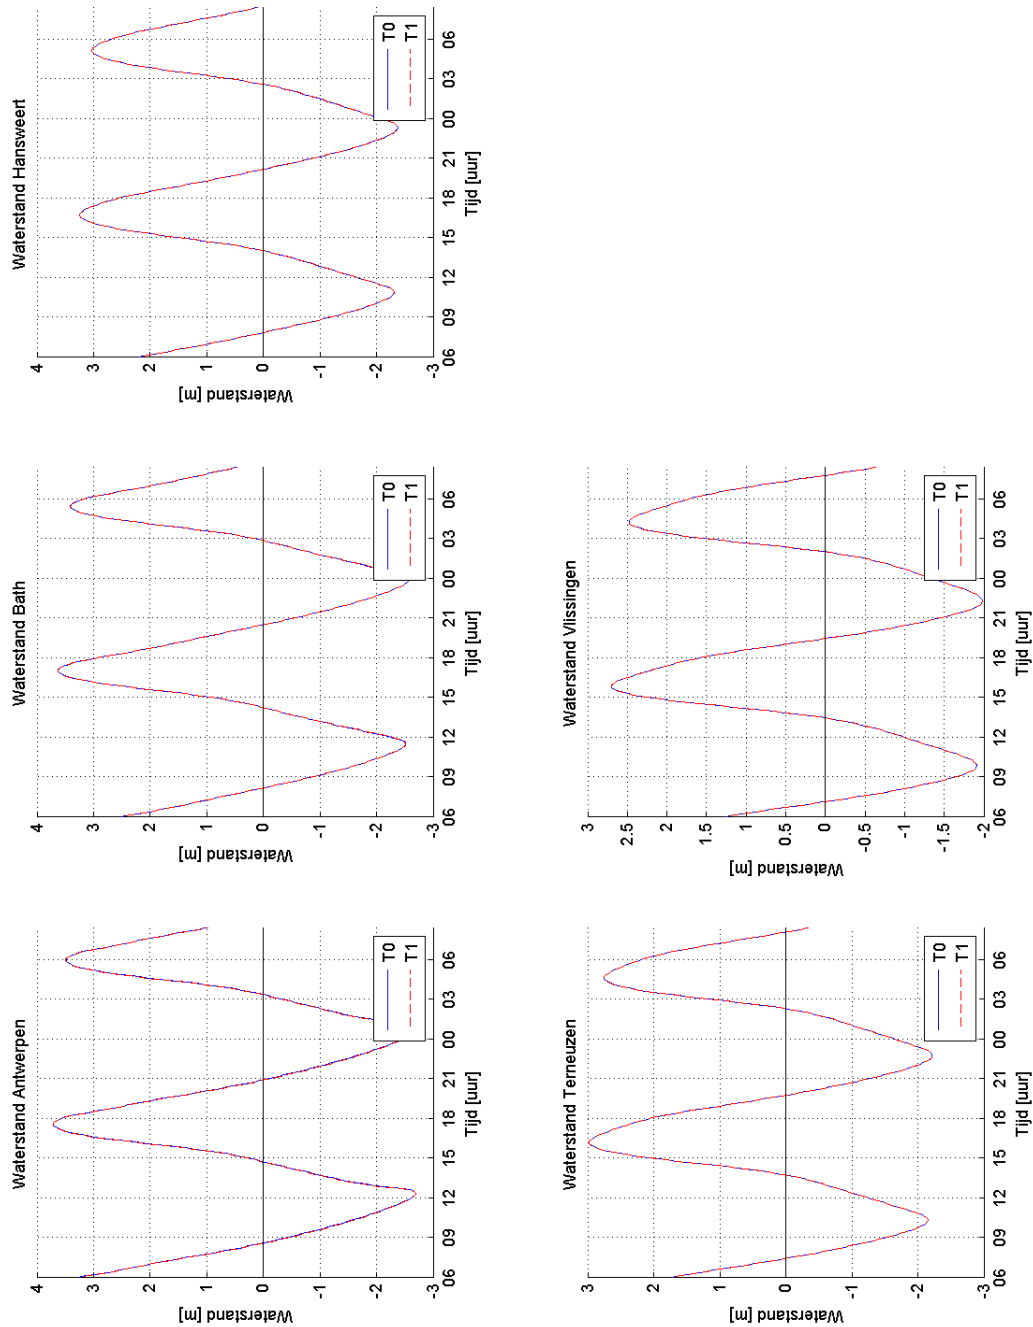 Waterstand Antwerpen
4
3
2
1
0
-1
-2
-3
Waterstand [m]
06 09 12 15 18 21 00 03 06
Tijd [uur]
T0
T1
Waterstand Bath
4
3
2
1
0
-1
-2
-3
Waterstand [m]
06 09 12 15 18 21 00 03 06
Tijd [uur]
T0
T1
Waterstand Hansweert
4
3
2
1
0
-1
-2
-3
Waterstand [m]
06 09 12 15 18 21 00 03 06
Tijd [uur]
T0
T1
Waterstand Terneuzen
3
2
1
0
-1
-2
-3
Waterstand [m]
06 09 12 15 18 21 00 03 06
Tijd [uur]
T0
T1
Waterstand Vlissingen
3
2.5
2
1.5
1
0.5
0
-0.5
-1
-1.5
-2
Waterstand [m]
06 09 12 15 18 21 00 03 06
Tijd [uur]
T0
T1